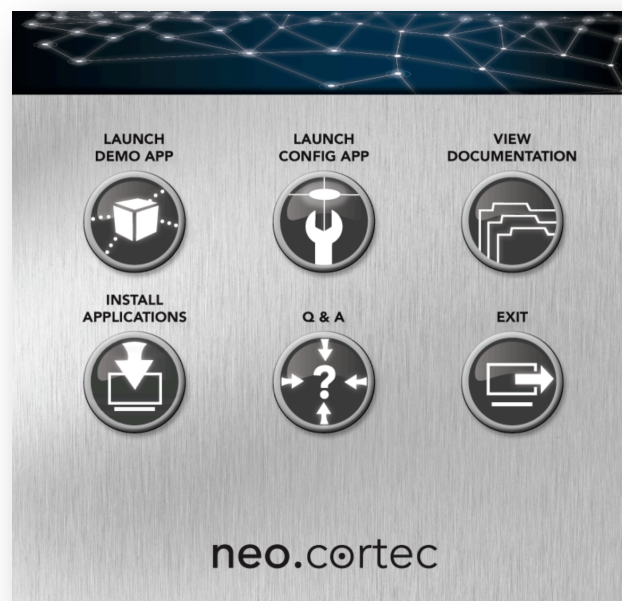 LAUNCH
DEMO APP
LAUNCH
CONFIG APP
VIEW
DOCUMENTATION
INSTALL
APPLICATIONS
Q & A
EXIT
?
neo.cortec